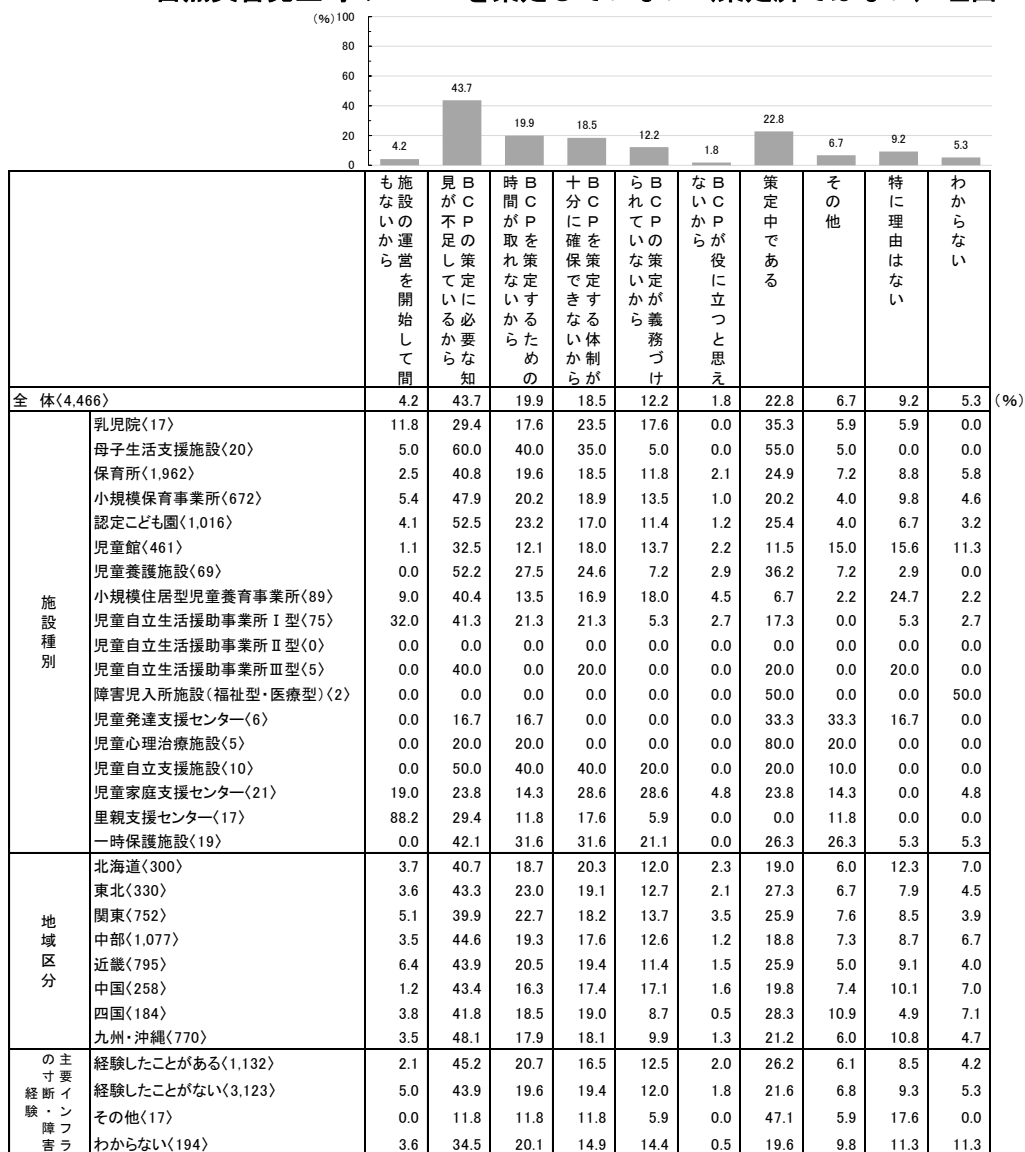 (%)100
80
60
40
20
0
4.2
43.7
19.9
18.5
12.2
1.8
22.8
6.7
9.2
5.3
施設の運営を開始して間
もないから
BCPの策定に必要な知
見が不足しているから
BCPを策定するための
時間が取れないから
BCPを策定する体制が
十分に確保できないから
BCPの策定が義務づけ
られていないから
BCPが役に立つと思え
ないから
策定中である
その他
特に理由はない
わからない
全 体〈4,466〉 4.2 43.7 19.9 18.5 12.2 1.8 22.8 6.7 9.2 5.3 (%)
施設種別
乳児院〈17〉 11.8 29.4 17.6 23.5 17.6 0.0 35.3 5.9 5.9 0.0
母子生活支援施設〈20〉 5.0 60.0 40.0 35.0 5.0 0.0 55.0 5.0 0.0 0.0
保育所〈1,962〉 2.5 40.8 19.6 18.5 11.8 2.1 24.9 7.2 8.8 5.8
小規模保育事業所〈672〉 5.4 47.9 20.2 18.9 13.5 1.0 20.2 4.0 9.8 4.6
認定こども園〈1,016〉 4.1 52.5 23.2 17.0 11.4 1.2 25.4 4.0 6.7 3.2
児童館〈461〉 1.1 32.5 12.1 18.0 13.7 2.2 11.5 15.0 15.6 11.3
児童養護施設〈69〉 0.0 52.2 27.5 24.6 7.2 2.9 36.2 7.2 2.9 0.0
小規模住居型児童養育事業所〈89〉 9.0 40.4 13.5 16.9 18.0 4.5 6.7 2.2 24.7 2.2
児童自立生活援助事業所Ⅰ型〈75〉 32.0 41.3 21.3 21.3 5.3 2.7 17.3 0.0 5.3 2.7
児童自立生活援助事業所Ⅱ型〈0〉 0.0 0.0 0.0 0.0 0.0 0.0 0.0 0.0 0.0 0.0
児童自立生活援助事業所Ⅲ型〈5〉 0.0 40.0 0.0 20.0 0.0 0.0 20.0 0.0 20.0 0.0
障害児入所施設(福祉型・医療型)〈2〉 0.0 0.0 0.0 0.0 0.0 0.0 50.0 0.0 0.0 50.0
児童発達支援センター〈6〉 0.0 16.7 16.7 0.0 0.0 0.0 33.3 33.3 16.7 0.0
児童心理治療施設〈5〉 0.0 20.0 20.0 0.0 0.0 0.0 80.0 20.0 0.0 0.0
児童自立支援施設〈10〉 0.0 50.0 40.0 40.0 20.0 0.0 20.0 10.0 0.0 0.0
児童家庭支援センター〈21〉 19.0 23.8 14.3 28.6 28.6 4.8 23.8 14.3 0.0 4.8
里親支援センター〈17〉 88.2 29.4 11.8 17.6 5.9 0.0 0.0 11.8 0.0 0.0
一時保護施設〈19〉 0.0 42.1 31.6 31.6 21.1 0.0 26.3 26.3 5.3 5.3
地域区分
北海道〈300〉 3.7 40.7 18.7 20.3 12.0 2.3 19.0 6.0 12.3 7.0
東北〈330〉 3.6 43.3 23.0 19.1 12.7 2.1 27.3 6.7 7.9 4.5
関東〈752〉 5.1 39.9 22.7 18.2 13.7 3.5 25.9 7.6 8.5 3.9
中部〈1,077〉 3.5 44.6 19.3 17.6 12.6 1.2 18.8 7.3 8.7 6.7
近畿〈795〉 6.4 43.9 20.5 19.4 11.4 1.5 25.9 5.0 9.1 4.0
中国〈258〉 1.2 43.4 16.3 17.4 17.1 1.6 19.8 7.4 10.1 7.0
四国〈184〉 3.8 41.8 18.5 19.0 8.7 0.5 28.3 10.9 4.9 7.1
九州・沖縄〈770〉 3.5 48.1 17.9 18.1 9.9 1.3 21.2 6.0 10.8 4.7
主要インフラ
の寸断・障害
経験
経験したことがある〈1,132〉 2.1 45.2 20.7 16.5 12.5 2.0 26.2 6.1 8.5 4.2
経験したことがない〈3,123〉 5.0 43.9 19.6 19.4 12.0 1.8 21.6 6.8 9.3 5.3
その他〈17〉 0.0 11.8 11.8 11.8 5.9 0.0 47.1 5.9 17.6 0.0
わからない〈194〉 3.6 34.5 20.1 14.9 14.4 0.5 19.6 9.8 11.3 11.3